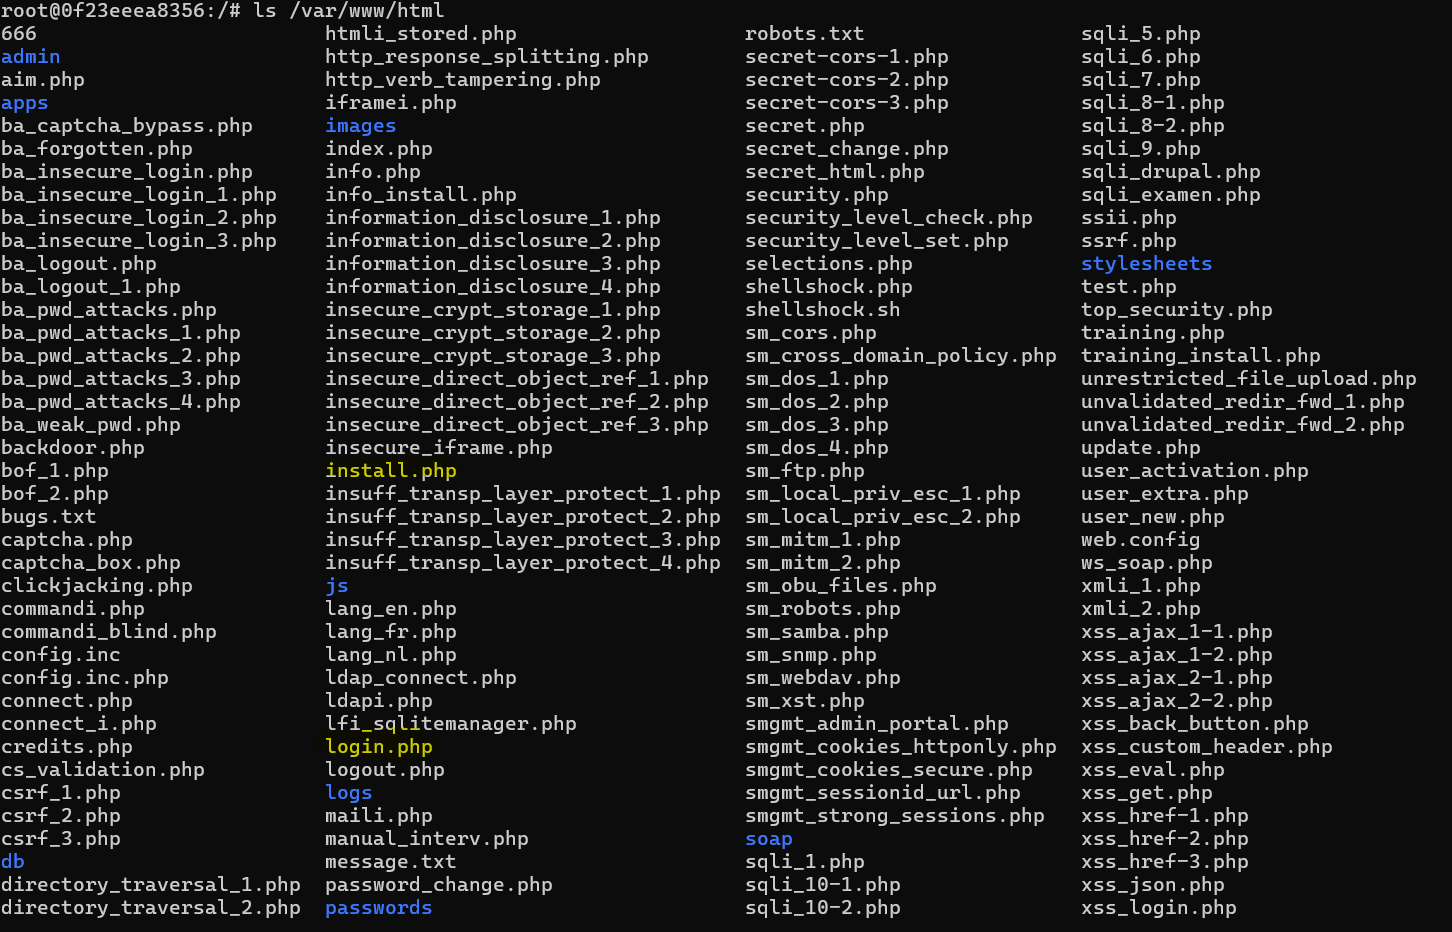 root@0f23eeea8356:/# ls /var/www/html
666 htmli_stored.php robots.txt sqli_5.php
admin http_response_splitting.php secret-cors-1.php sqli_6.php
aim.php http_verb_tampering.php secret-cors-2.php sqli_7.php
apps iframei.php secret-cors-3.php sqli_8-1.php
ba_captcha_bypass.php images secret.php sqli_8-2.php
ba_forgotten.php index.php secret_change.php sqli_9.php
ba_insecure_login.php info.php secret_html.php sqli_drupal.php
ba_insecure_login_1.php info_install.php security.php sqli_examen.php
ba_insecure_login_2.php information_disclosure_1.php security_level_check.php ssii.php
ba_insecure_login_3.php information_disclosure_2.php security_level_set.php ssrf.php
ba_logout.php information_disclosure_3.php selections.php stylesheets
ba_logout_1.php information_disclosure_4.php shellshock.php test.php
ba_pwd_attacks.php insecure_crypt_storage_1.php shellshock.sh top_security.php
ba_pwd_attacks_1.php insecure_crypt_storage_2.php sm_cors.php training.php
ba_pwd_attacks_2.php insecure_crypt_storage_3.php sm_cross_domain_policy.php training_install.php
ba_pwd_attacks_3.php insecure_direct_object_ref_1.php sm_dos_1.php unrestricted_file_upload.php
ba_pwd_attacks_4.php insecure_direct_object_ref_2.php sm_dos_2.php unvalidated_redir_fwd_1.php
ba_weak_pwd.php insecure_direct_object_ref_3.php sm_dos_3.php unvalidated_redir_fwd_2.php
backdoor.php insecure_iframe.php sm_dos_4.php update.php
bof_1.php install.php sm_ftp.php user_activation.php
bof_2.php insuff_transp_layer_protect_1.php sm_local_priv_esc_1.php user_extra.php
bugs.txt insuff_transp_layer_protect_2.php sm_local_priv_esc_2.php user_new.php
captcha.php insuff_transp_layer_protect_3.php sm_mitm_1.php web.config
captcha_box.php insuff_transp_layer_protect_4.php sm_mitm_2.php ws_soap.php
clickjacking.php js sm_obu_files.php xmli_1.php
commandi.php lang_en.php sm_robots.php xmli_2.php
commandi_blind.php lang_fr.php sm_samba.php xss_ajax_1-1.php
config.inc lang_nl.php sm_snmp.php xss_ajax_1-2.php
config.inc.php ldap_connect.php sm_webdav.php xss_ajax_2-1.php
connect.php ldapi.php sm_xst.php xss_ajax_2-2.php
connect_i.php lfi_sqlitemanager.php smgmt_admin_portal.php xss_back_button.php
credits.php login.php smgmt_cookies_httponly.php xss_custom_header.php
cs_validation.php logout.php smgmt_cookies_secure.php xss_eval.php
csrf_1.php logs smgmt_sessionid_url.php xss_get.php
csrf_2.php maili.php smgmt_strong_sessions.php xss_href-1.php
csrf_3.php manual_interv.php soap xss_href-2.php
db message.txt sqli_1.php xss_href-3.php
directory_traversal_1.php password_change.php sqli_10-1.php xss_json.php
directory_traversal_2.php passwords sqli_10-2.php xss_login.php